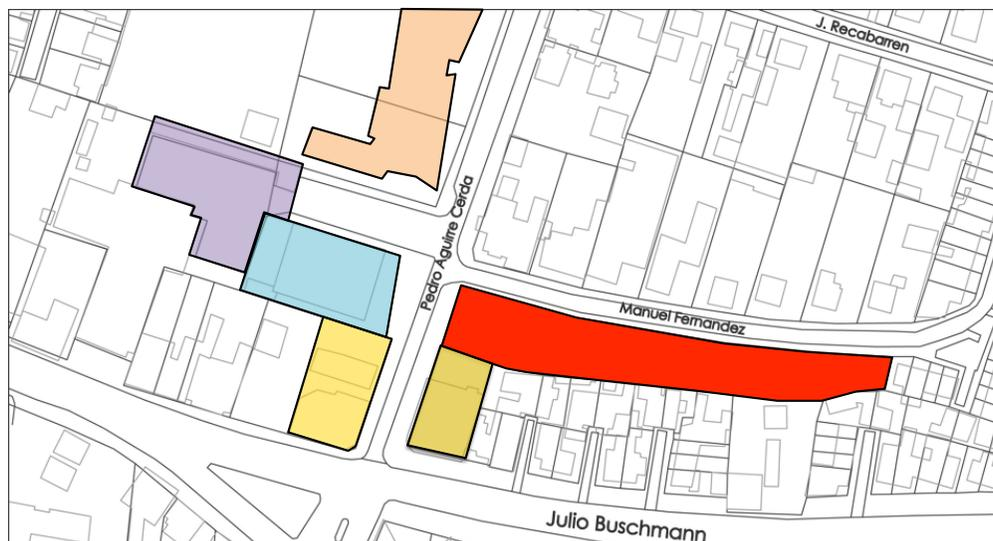 J. Recabarren
Pedro Aguirre Cerda
Manuel Fernandez
Julio Buschmann